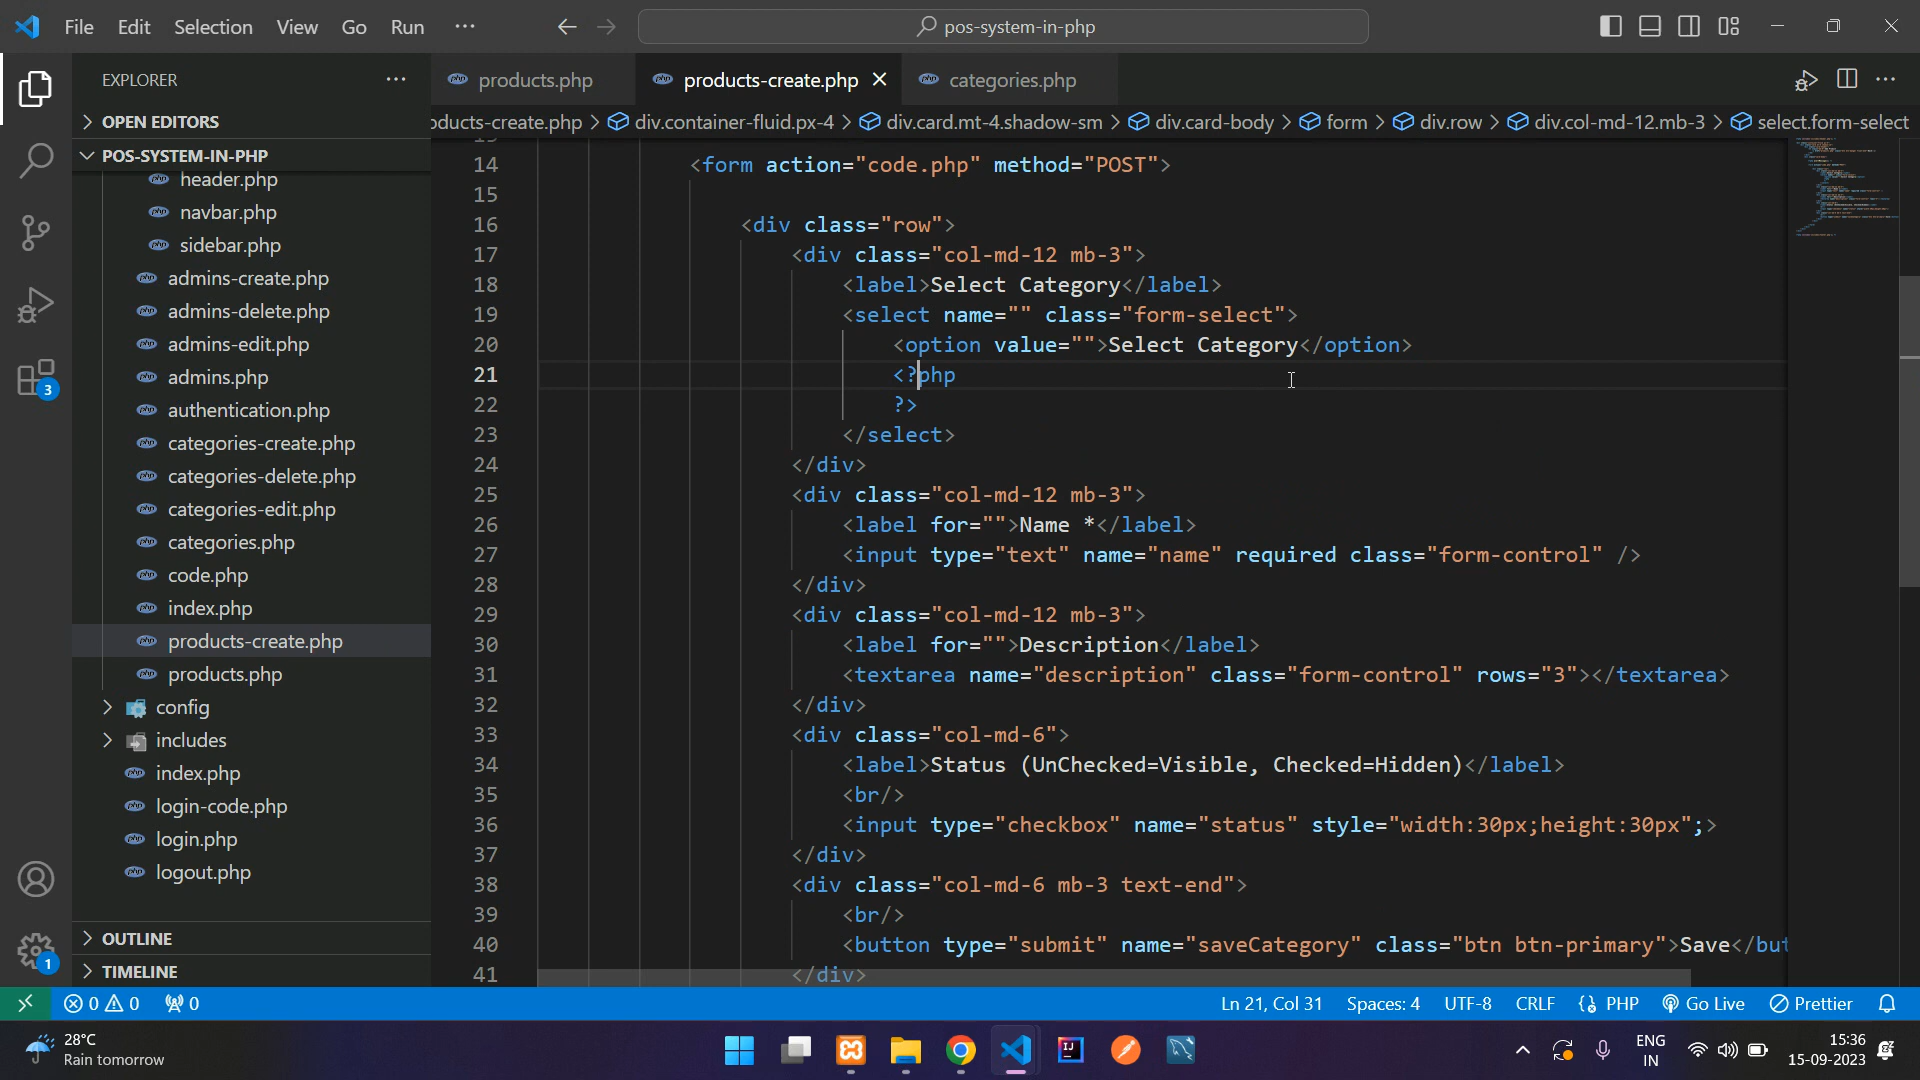 File Edit Selection View Go Run ··· pos-system-in-php
EXPLORER ···
OPEN EDITORS
POS-SYSTEM-IN-PHP
header.php
navbar.php
sidebar.php
admins-create.php
admins-delete.php
admins-edit.php
admins.php
authentication.php
categories-create.php
categories-delete.php
categories-edit.php
categories.php
code.php
index.php
products-create.php
products.php
config
includes
index.php
login-code.php
login.php
logout.php
OUTLINE
TIMELINE
3
1
products.php products-create.php categories.php
ducts-create.php > div.container-fluid.px-4 > div.card.mt-4.shadow-sm > div.card-body > form > div.row > div.col-md-12.mb-3 > select.form-select
14 <form action="code.php" method="POST">
15
16 <div class="row">
17 <div class="col-md-12 mb-3">
18 <label>Select Category</label>
19 <select name="" class="form-select">
20 <option value="">Select Category</option>
21 <?php
22 ?>
23 </select>
24 </div>
25 <div class="col-md-12 mb-3">
26 <label for="">Name *</label>
27 <input type="text" name="name" required class="form-control" />
28 </div>
29 <div class="col-md-12 mb-3">
30 <label for="">Description</label>
31 <textarea name="description" class="form-control" rows="3"></textarea>
32 </div>
33 <div class="col-md-6">
34 <label>Status (UnChecked=Visible, Checked=Hidden)</label>
35 <br/>
36 <input type="checkbox" name="status" style="width:30px;height:30px";>
37 </div>
38 <div class="col-md-6 mb-3 text-end">
39 <br/>
40 <button type="submit" name="saveCategory" class="btn btn-primary">Save</but
41 </div>
0 0 0 Ln 21, Col 31 Spaces: 4 UTF-8 CRLF PHP Go Live Prettier
28°C
Rain tomorrow
ENG
IN
15:36
15-09-2023